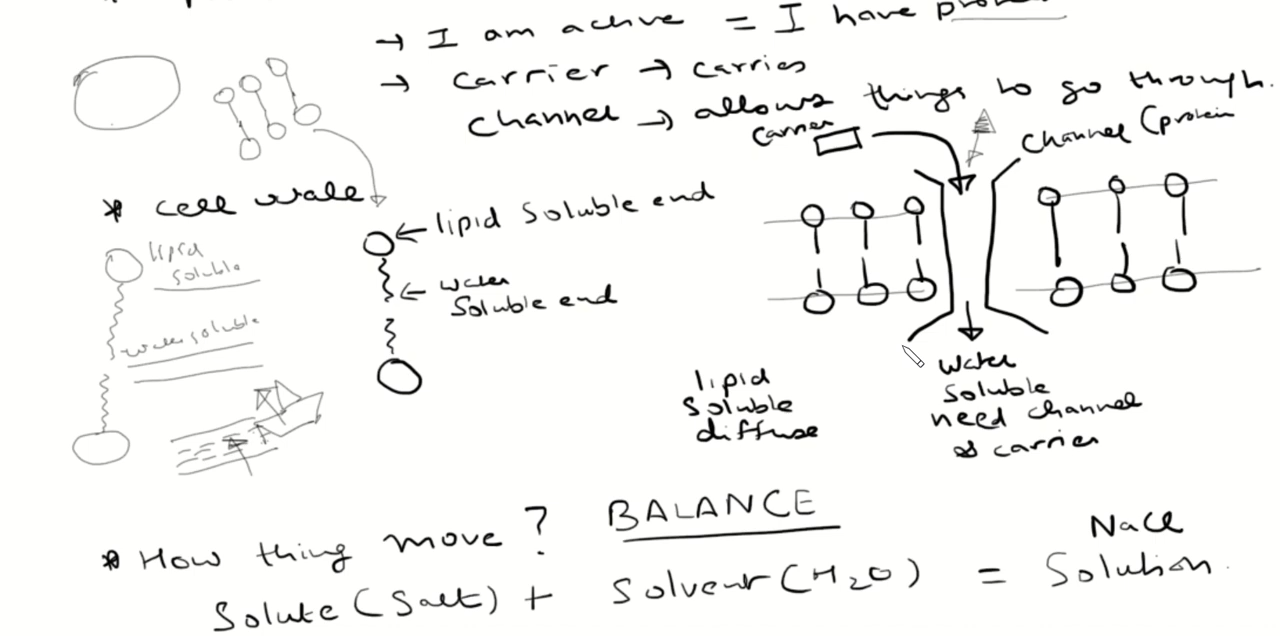 → I am active = I have
→ carrier → carries
channel → allows things to go through.
Carrier
Channel (protein
* cell wall
lipid
soluble
water soluble
← lipid soluble end
← water
soluble end
lipid
soluble
diffuse
water
soluble
need channel
& carrier
* How thing move? BALANCE
NaCl
Solute (Salt) + Solvent (H2O) = Solution.